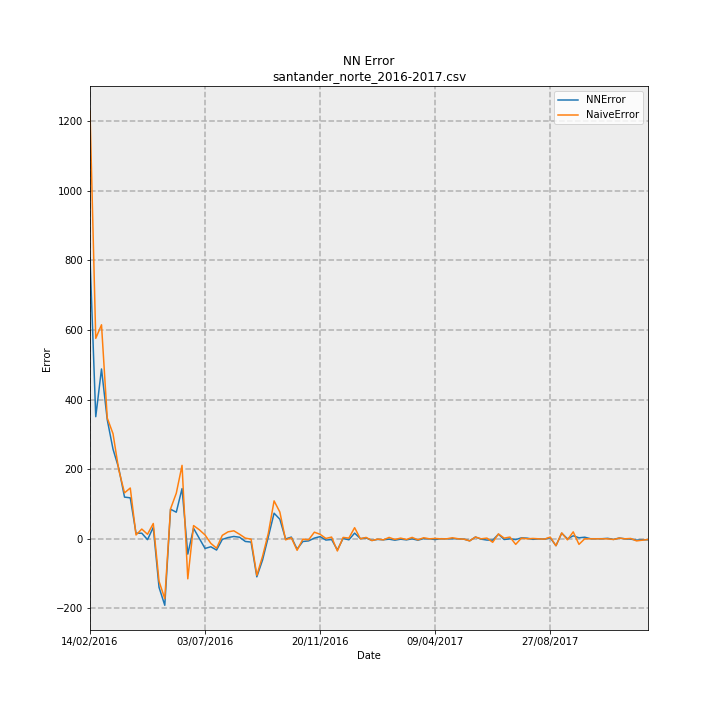 NN Error
santander_norte_2016-2017.csv
NNError
NaiveError
1200
1000
800
600
400
200
0
−200
Error
14/02/2016 03/07/2016 20/11/2016 09/04/2017 27/08/2017
Date